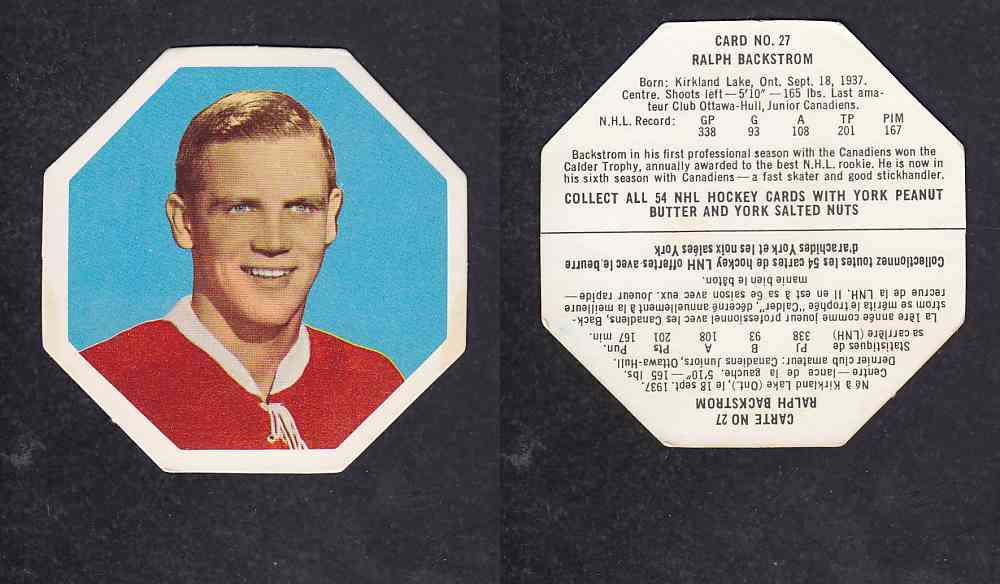 CARD NO. 27
RALPH BACKSTROM
Born: Kirkland Lake, Ont. Sept. 18, 1937.
Centre. Shoots left — 5'10" — 165 lbs. Last ama-
teur Club Ottawa-Hull, Junior Canadiens.
N.H.L. Record: GP G A TP PIM
338 93 108 201 167
Backstrom in his first professional season with the Canadiens won the
Calder Trophy, annually awarded to the best N.H.L. rookie. He is now in
his sixth season with Canadiens — a fast skater and good stickhandler.
COLLECT ALL 54 NHL HOCKEY CARDS WITH YORK PEANUT
BUTTER AND YORK SALTED NUTS
CARTE NO 27
RALPH BACKSTROM
Né à Kirkland Lake (Ont.), le 18 sept. 1937.
Centre — lance de la gauche. 5'10" — 165 lbs.
Dernier club amateur: Canadiens Juniors, Ottawa-Hull.
Statistiques de PJ B A Pts Pun.
sa carrière (LNH) 338 93 108 201 167 min.
La 1ère année comme joueur professionnel avec les Canadiens, Back-
strom se mérita le trophée "Calder", décerné annuellement à la meilleure
recrue de la LNH. Il en est à sa 6e saison avec eux. Joueur rapide —
manie bien le bâton.
Collectionnez toutes les 54 cartes de hockey LNH offertes avec le beurre
d'arachides York et les noix salées York